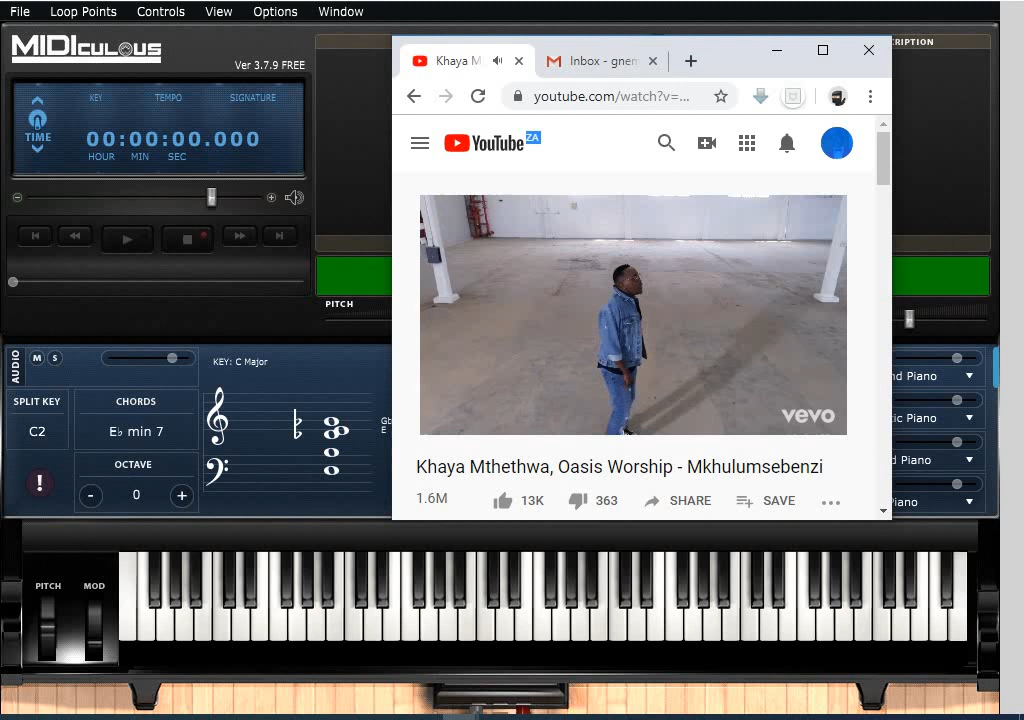 File Loop Points Controls View Options Window
MIDIculous
Ver 3.7.9 FREE
KEY TEMPO SIGNATURE
TIME
00:00:00.000
HOUR MIN SEC
PITCH
RIPTION
Khaya M
Inbox - gnem
youtube.com/watch?v=...
YouTube ZA
vevo
Khaya Mthethwa, Oasis Worship - Mkhulumsebenzi
1.6M 13K 363 SHARE SAVE
AUDIO
M S
KEY: C Major
SPLIT KEY
C2
CHORDS
E♭ min 7
OCTAVE
- 0 +
!
Gb
E
nd Piano
ic Piano
d Piano
Piano
PITCH MOD